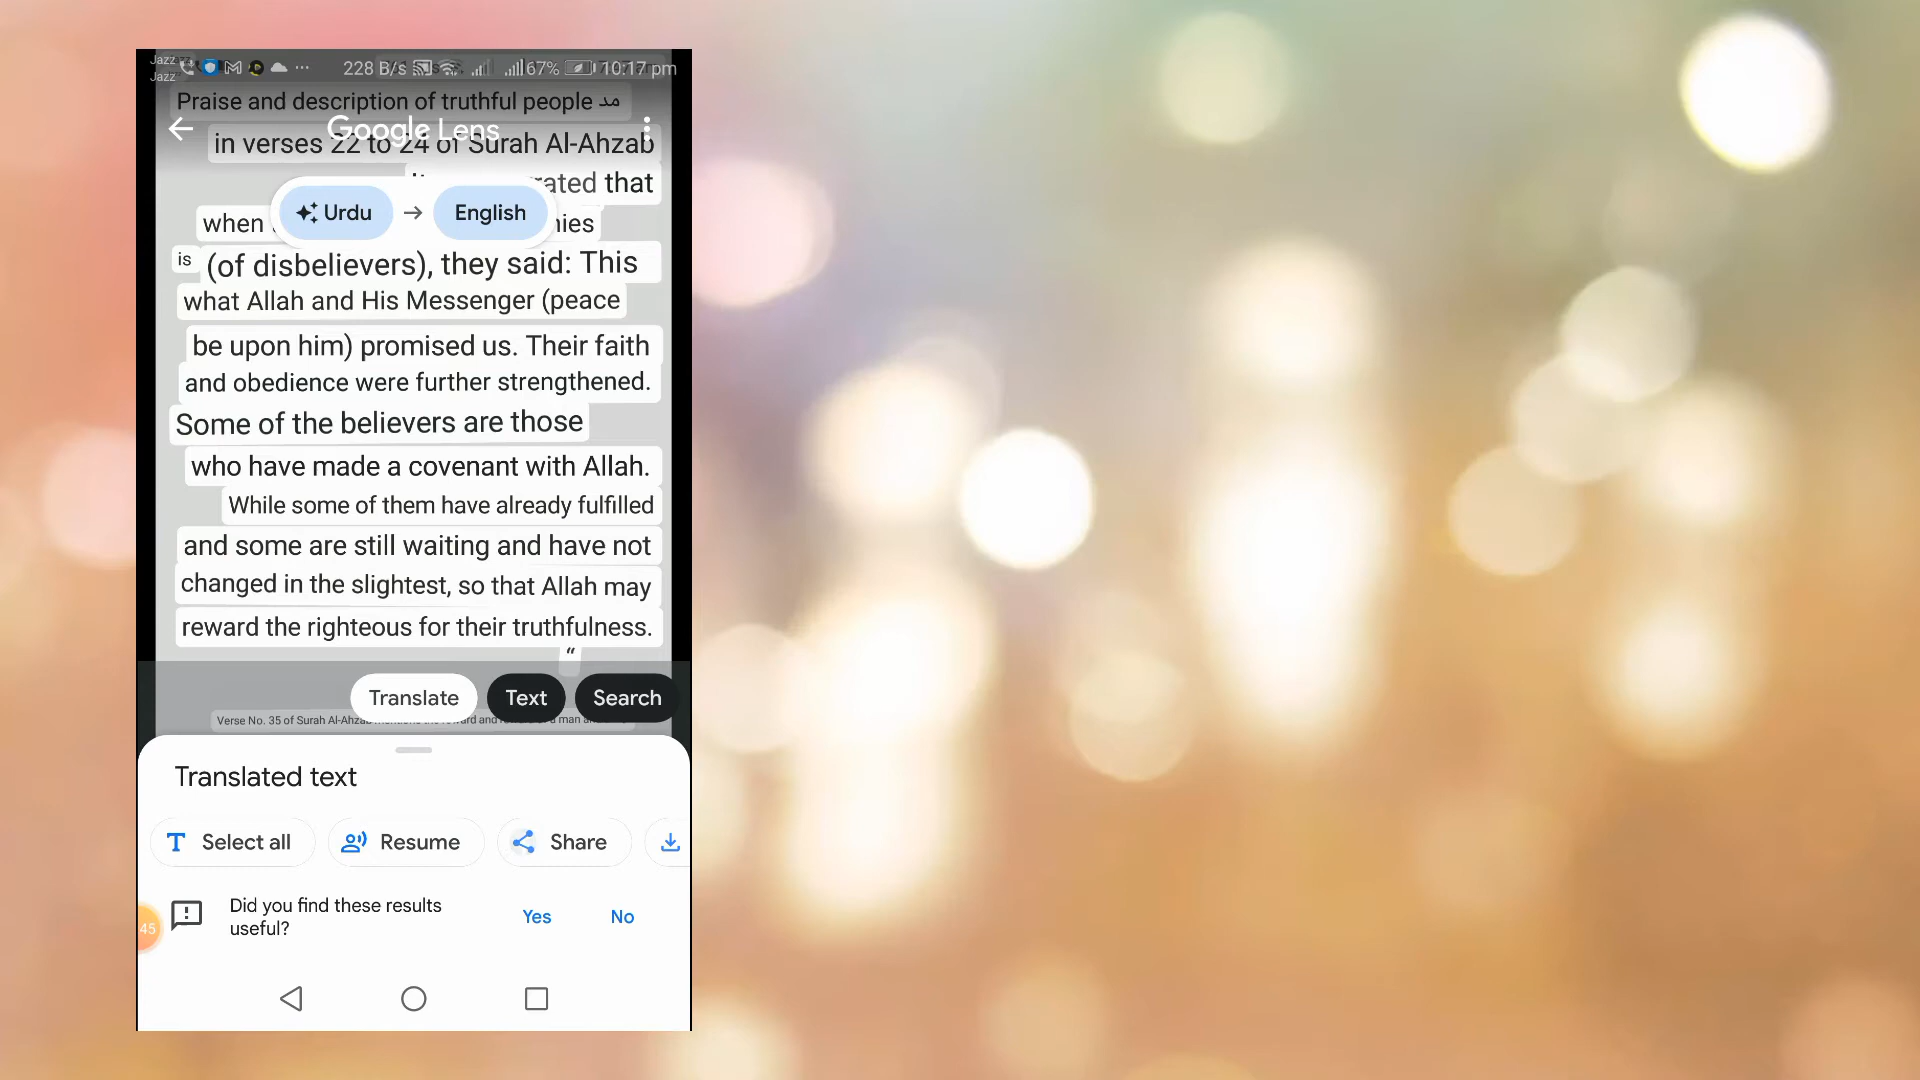 Jazz
Jazz
228 B/s 67% 10:17 pm
Praise and description of truthful people مد
Google Lens
in verses 22 to 24 of Surah Al-Ahzab
that
Urdu → English
when
is (of disbelievers), they said: This
what Allah and His Messenger (peace
be upon him) promised us. Their faith
and obedience were further strengthened.
Some of the believers are those
who have made a covenant with Allah.
While some of them have already fulfilled
and some are still waiting and have not
changed in the slightest, so that Allah may
reward the righteous for their truthfulness.
“
Translate Text Search
Verse No. 35 of Surah Al-Ahzab
Translated text
Select all Resume Share
Did you find these results
useful?
Yes No
45